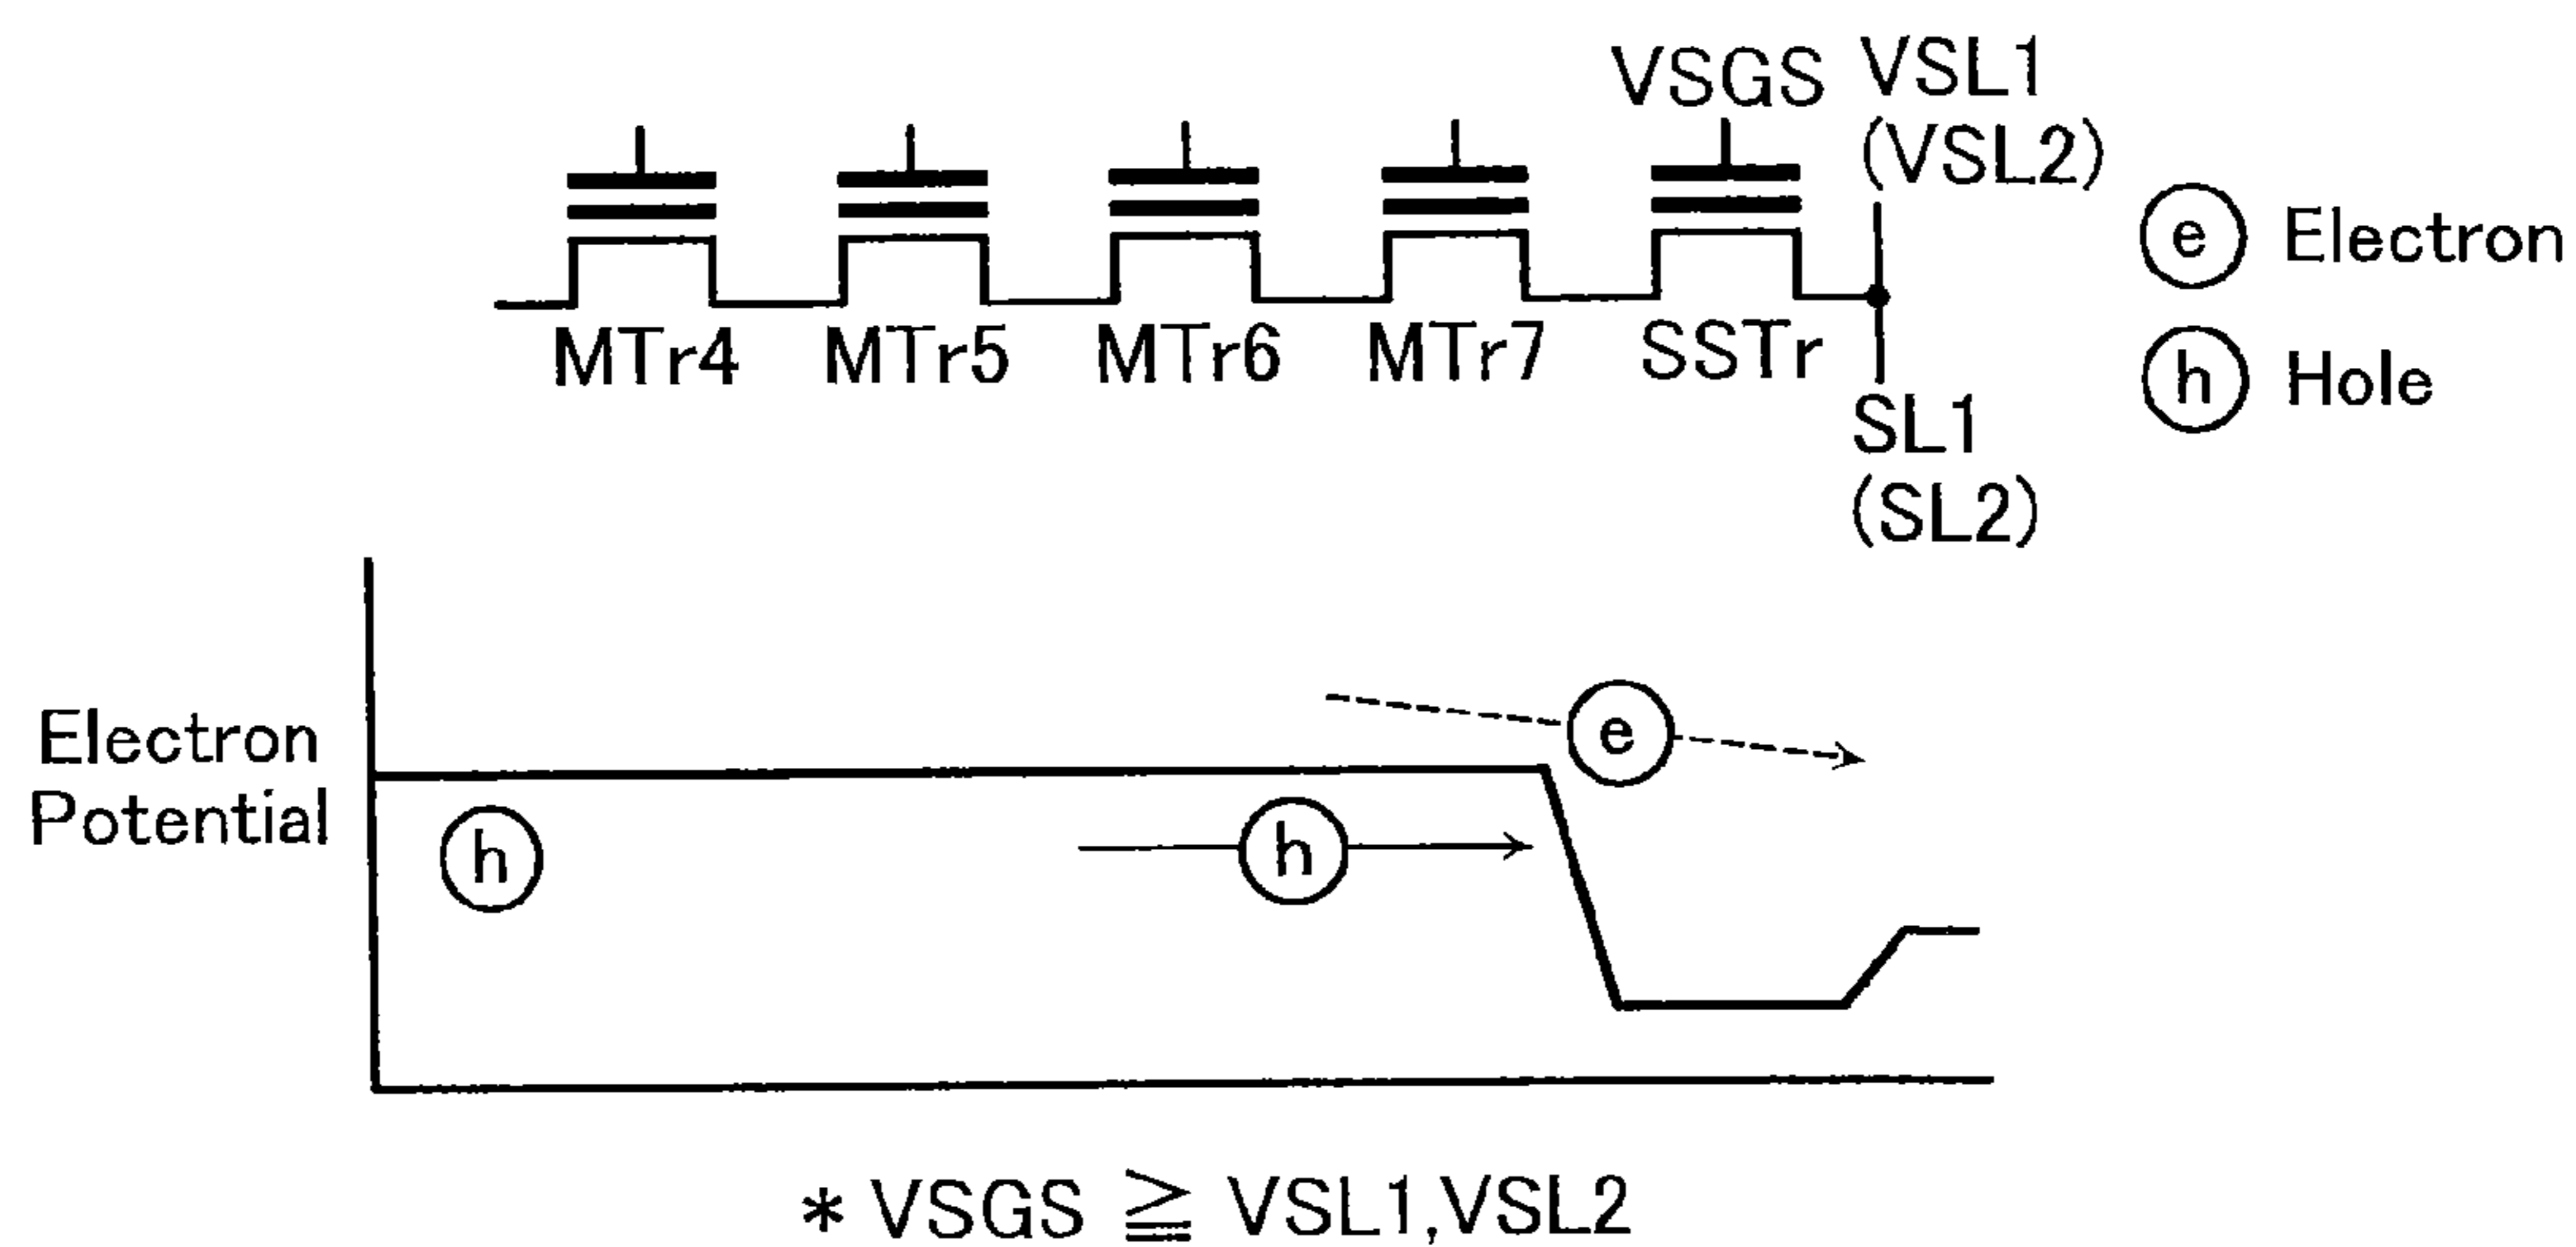 VSGS VSL1
(VSL2)
e Electron
h Hole
MTr4 MTr5 MTr6 MTr7 SSTr
SL1
(SL2)
Electron
Potential
e
h
h
* VSGS ≧ VSL1,VSL2